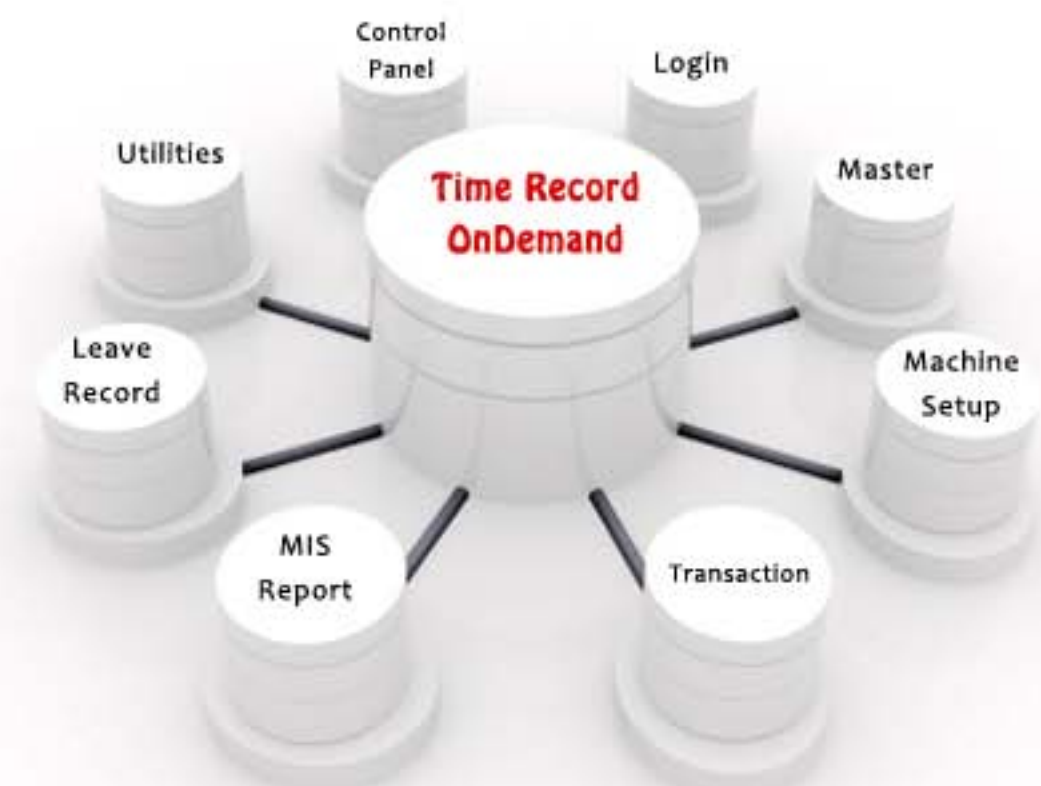 Control
Panel
Login
Utilities
Master
Time Record
OnDemand
Leave
Record
Machine
Setup
MIS
Report
Transaction